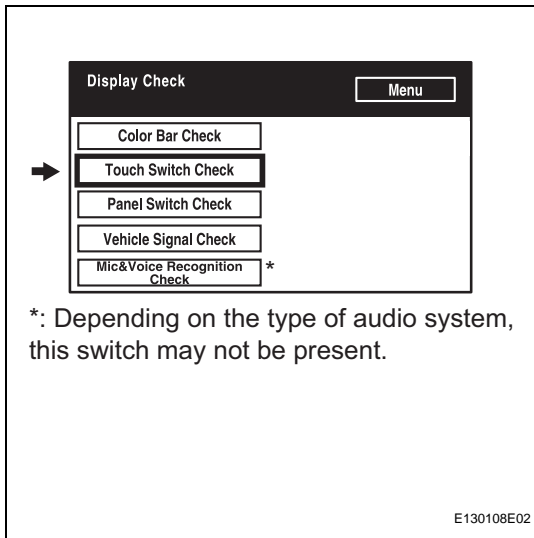 Display Check
Menu
Color Bar Check
Touch Switch Check
Panel Switch Check
Vehicle Signal Check
Mic&Voice Recognition
Check
*
*: Depending on the type of audio system,
this switch may not be present.
E130108E02